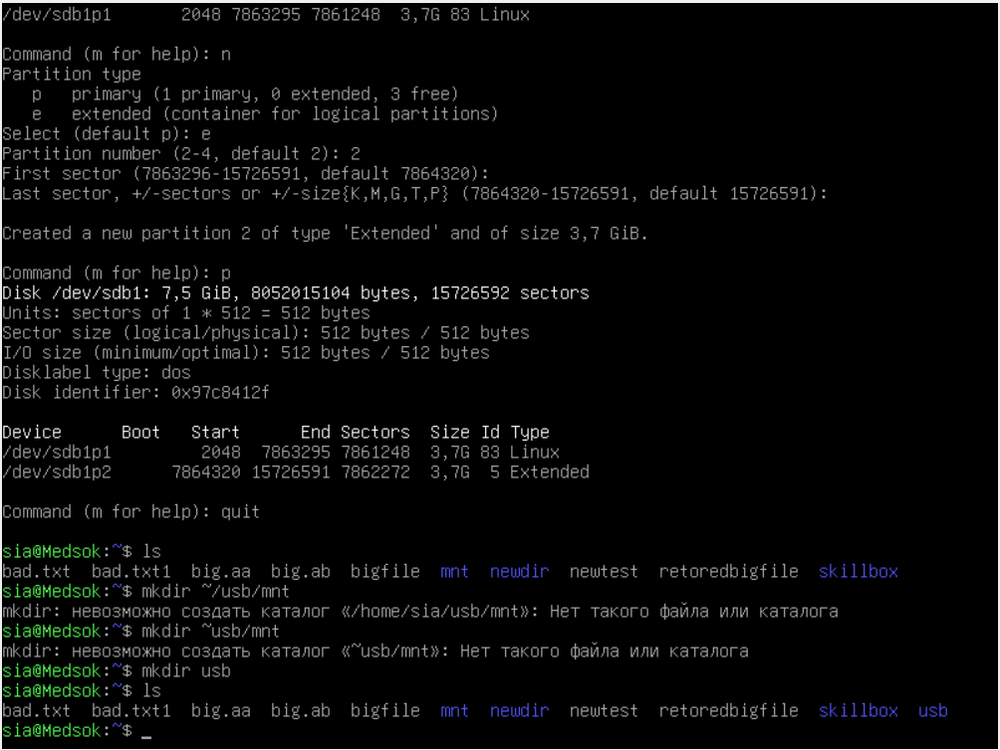 /dev/sdb1p1       2048 7863295 7861248  3,7G 83 Linux
Command (m for help): n
Partition type
   p   primary (1 primary, 0 extended, 3 free)
   e   extended (container for logical partitions)
Select (default p): e
Partition number (2-4, default 2): 2
First sector (7863296-15726591, default 7864320):
Last sector, +/-sectors or +/-size{K,M,G,T,P} (7864320-15726591, default 15726591):
Created a new partition 2 of type 'Extended' and of size 3,7 GiB.
Command (m for help): p
Disk /dev/sdb1: 7,5 GiB, 8052015104 bytes, 15726592 sectors
Units: sectors of 1 * 512 = 512 bytes
Sector size (logical/physical): 512 bytes / 512 bytes
I/O size (minimum/optimal): 512 bytes / 512 bytes
Disklabel type: dos
Disk identifier: 0x97c8412f
Device      Boot   Start      End Sectors  Size Id Type
/dev/sdb1p1         2048  7863295 7861248  3,7G 83 Linux
/dev/sdb1p2      7864320 15726591 7862272  3,7G  5 Extended
Command (m for help): quit
sia@Medsok:~$ ls
bad.txt  bad.txt1  big.aa  big.ab  bigfile  mnt  newdir  newtest  retoredbigfile  skillbox
sia@Medsok:~$ mkdir ~/usb/mnt
mkdir: невозможно создать каталог «/home/sia/usb/mnt»: Нет такого файла или каталога
sia@Medsok:~$ mkdir ~usb/mnt
mkdir: невозможно создать каталог «~usb/mnt»: Нет такого файла или каталога
sia@Medsok:~$ mkdir usb
sia@Medsok:~$ ls
bad.txt  bad.txt1  big.aa  big.ab  bigfile  mnt  newdir  newtest  retoredbigfile  skillbox  usb
sia@Medsok:~$ _